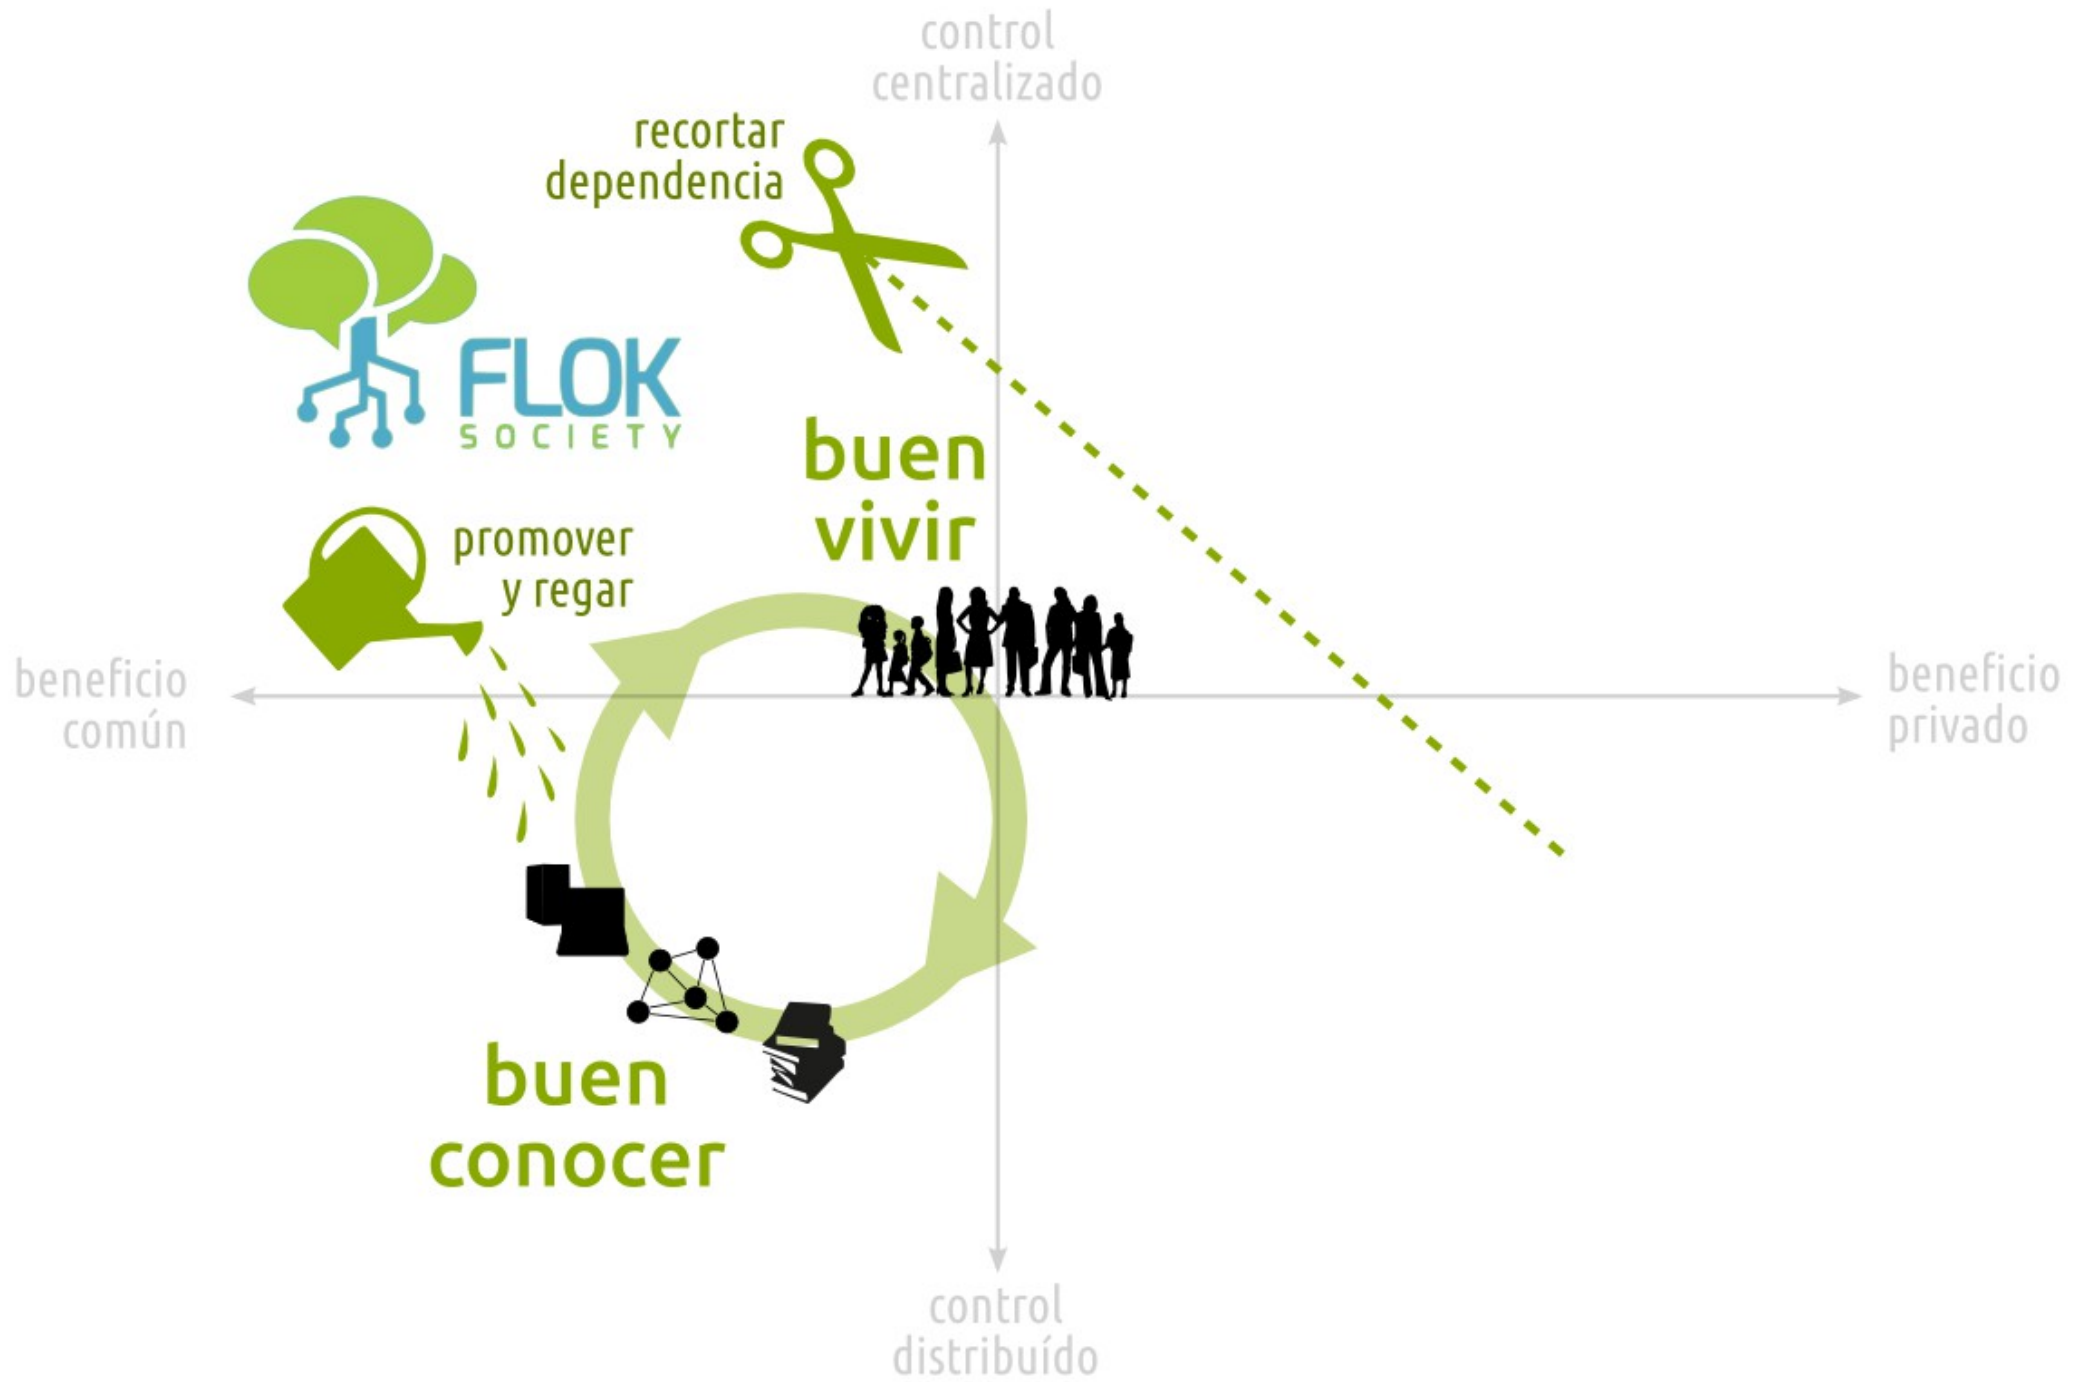 control
centralizado
recortar
dependencia
FLOK
SOCIETY
buen
vivir
promover
y regar
beneficio
común
beneficio
privado
buen
conocer
control
distribuído